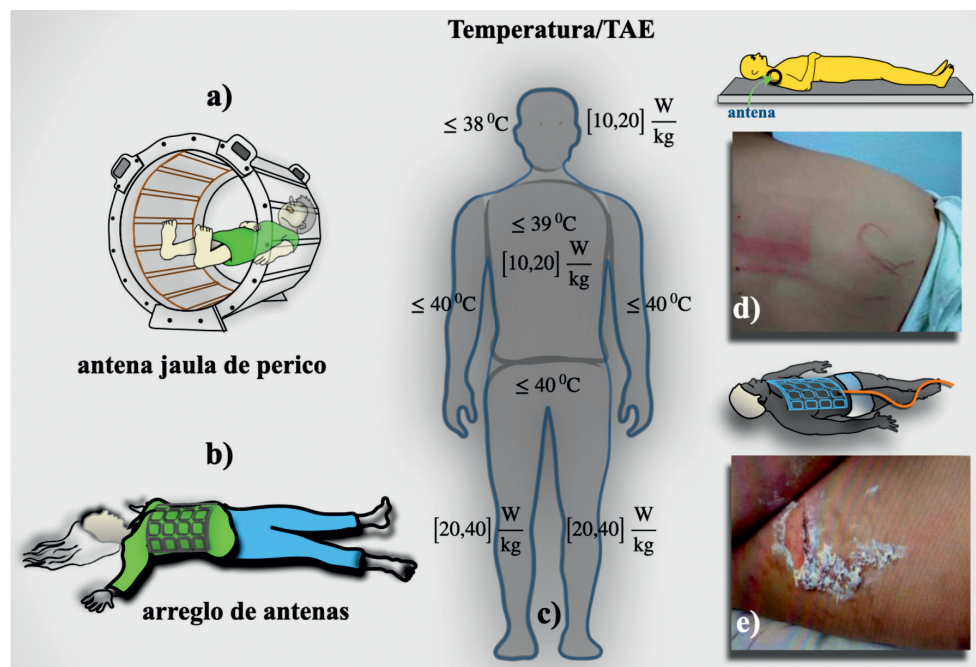 Temperatura/TAE
a)
antena jaula de perico
b)
arreglo de antenas
≤ 38 ⁰C [10,20] W/kg
≤ 39 ⁰C
[10,20] W/kg
≤ 40 ⁰C ≤ 40 ⁰C
≤ 40 ⁰C
[20,40] W/kg [20,40] W/kg
c)
antena
d)
e)